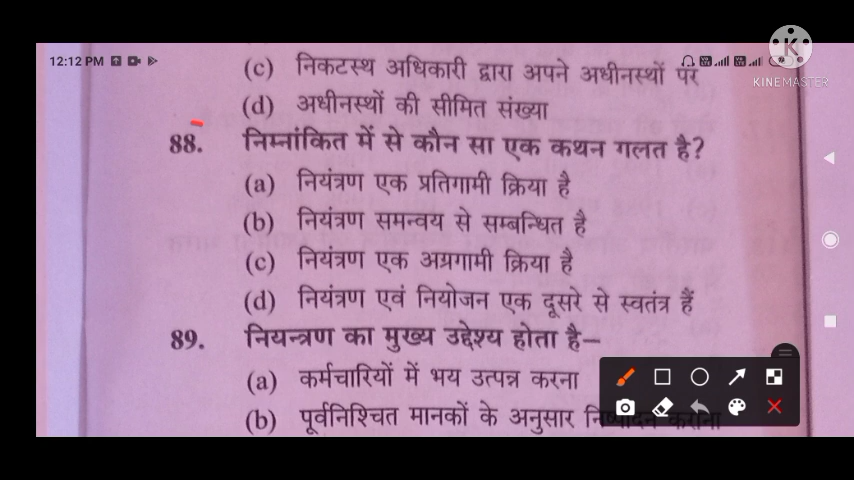 12:12 PM
KINEMASTER
(c) निकटस्थ अधिकारी द्वारा अपने अधीनस्थों पर
(d) अधीनस्थों की सीमित संख्या
88. निम्नांकित में से कौन सा एक कथन गलत है?
(a) नियंत्रण एक प्रतिगामी क्रिया है
(b) नियंत्रण समन्वय से सम्बन्धित है
(c) नियंत्रण एक अग्रगामी क्रिया है
(d) नियंत्रण एवं नियोजन एक दूसरे से स्वतंत्र हैं
89. नियन्त्रण का मुख्य उद्देश्य होता है–
(a) कर्मचारियों में भय उत्पन्न करना
(b) पूर्वनिश्चित मानकों के अनुसार निष्पादन कराना